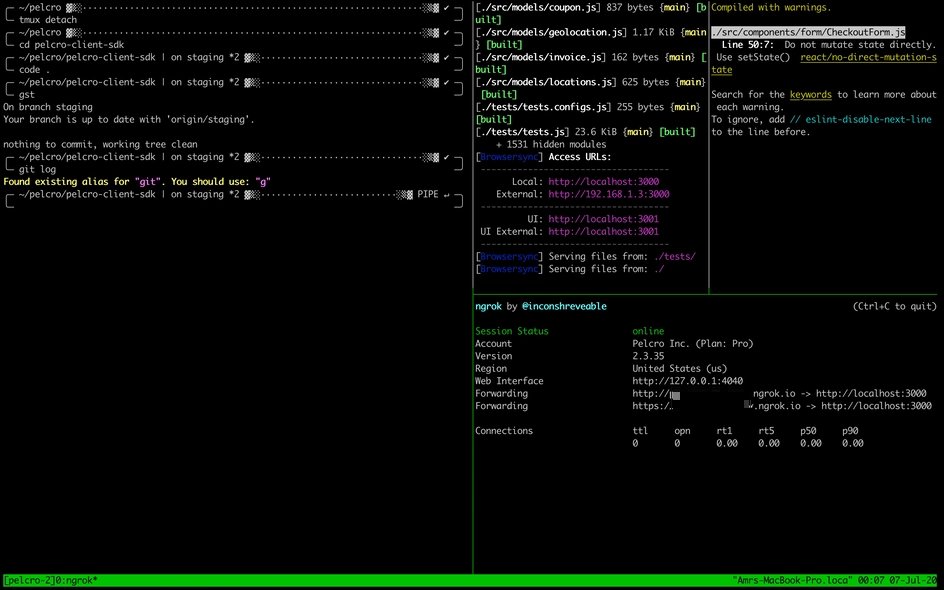 ~/pelcro ✔
tmux detach
~/pelcro ✔
cd pelcro-client-sdk
~/pelcro/pelcro-client-sdk | on staging *2 ✔
code .
~/pelcro/pelcro-client-sdk | on staging *2 ✔
gst
On branch staging
Your branch is up to date with 'origin/staging'.
nothing to commit, working tree clean
~/pelcro/pelcro-client-sdk | on staging *2 ✔
git log
Found existing alias for "git". You should use: "g"
~/pelcro/pelcro-client-sdk | on staging *2 PIPE ↵
[./src/models/coupon.js] 837 bytes {main} [b
uilt]
[./src/models/geolocation.js] 1.17 KiB {main
} [built]
[./src/models/invoice.js] 162 bytes {main} [
built]
[./src/models/locations.js] 625 bytes {main}
[built]
[./tests/tests.configs.js] 255 bytes {main}
[built]
[./tests/tests.js] 23.6 KiB {main} [built]
+ 1531 hidden modules
[Browsersync] Access URLs:
-----------------------------------
Local: http://localhost:3000
External: http://192.168.1.3:3000
-----------------------------------
UI: http://localhost:3001
UI External: http://localhost:3001
-----------------------------------
[Browsersync] Serving files from: ./tests/
[Browsersync] Serving files from: ./
Compiled with warnings.
./src/components/form/CheckoutForm.js
Line 50:7: Do not mutate state directly.
Use setState() react/no-direct-mutation-s
tate
Search for the keywords to learn more about
each warning.
To ignore, add // eslint-disable-next-line
to the line before.
ngrok by @inconshreveable (Ctrl+C to quit)
Session Status online
Account Pelcro Inc. (Plan: Pro)
Version 2.3.35
Region United States (us)
Web Interface http://127.0.0.1:4040
Forwarding http:// ngrok.io -> http://localhost:3000
Forwarding https:/ .ngrok.io -> http://localhost:3000
Connections ttl opn rt1 rt5 p50 p90
0 0 0.00 0.00 0.00 0.00
[pelcro-2]0:ngrok* "Amrs-MacBook-Pro.loca" 00:07 07-Jul-20